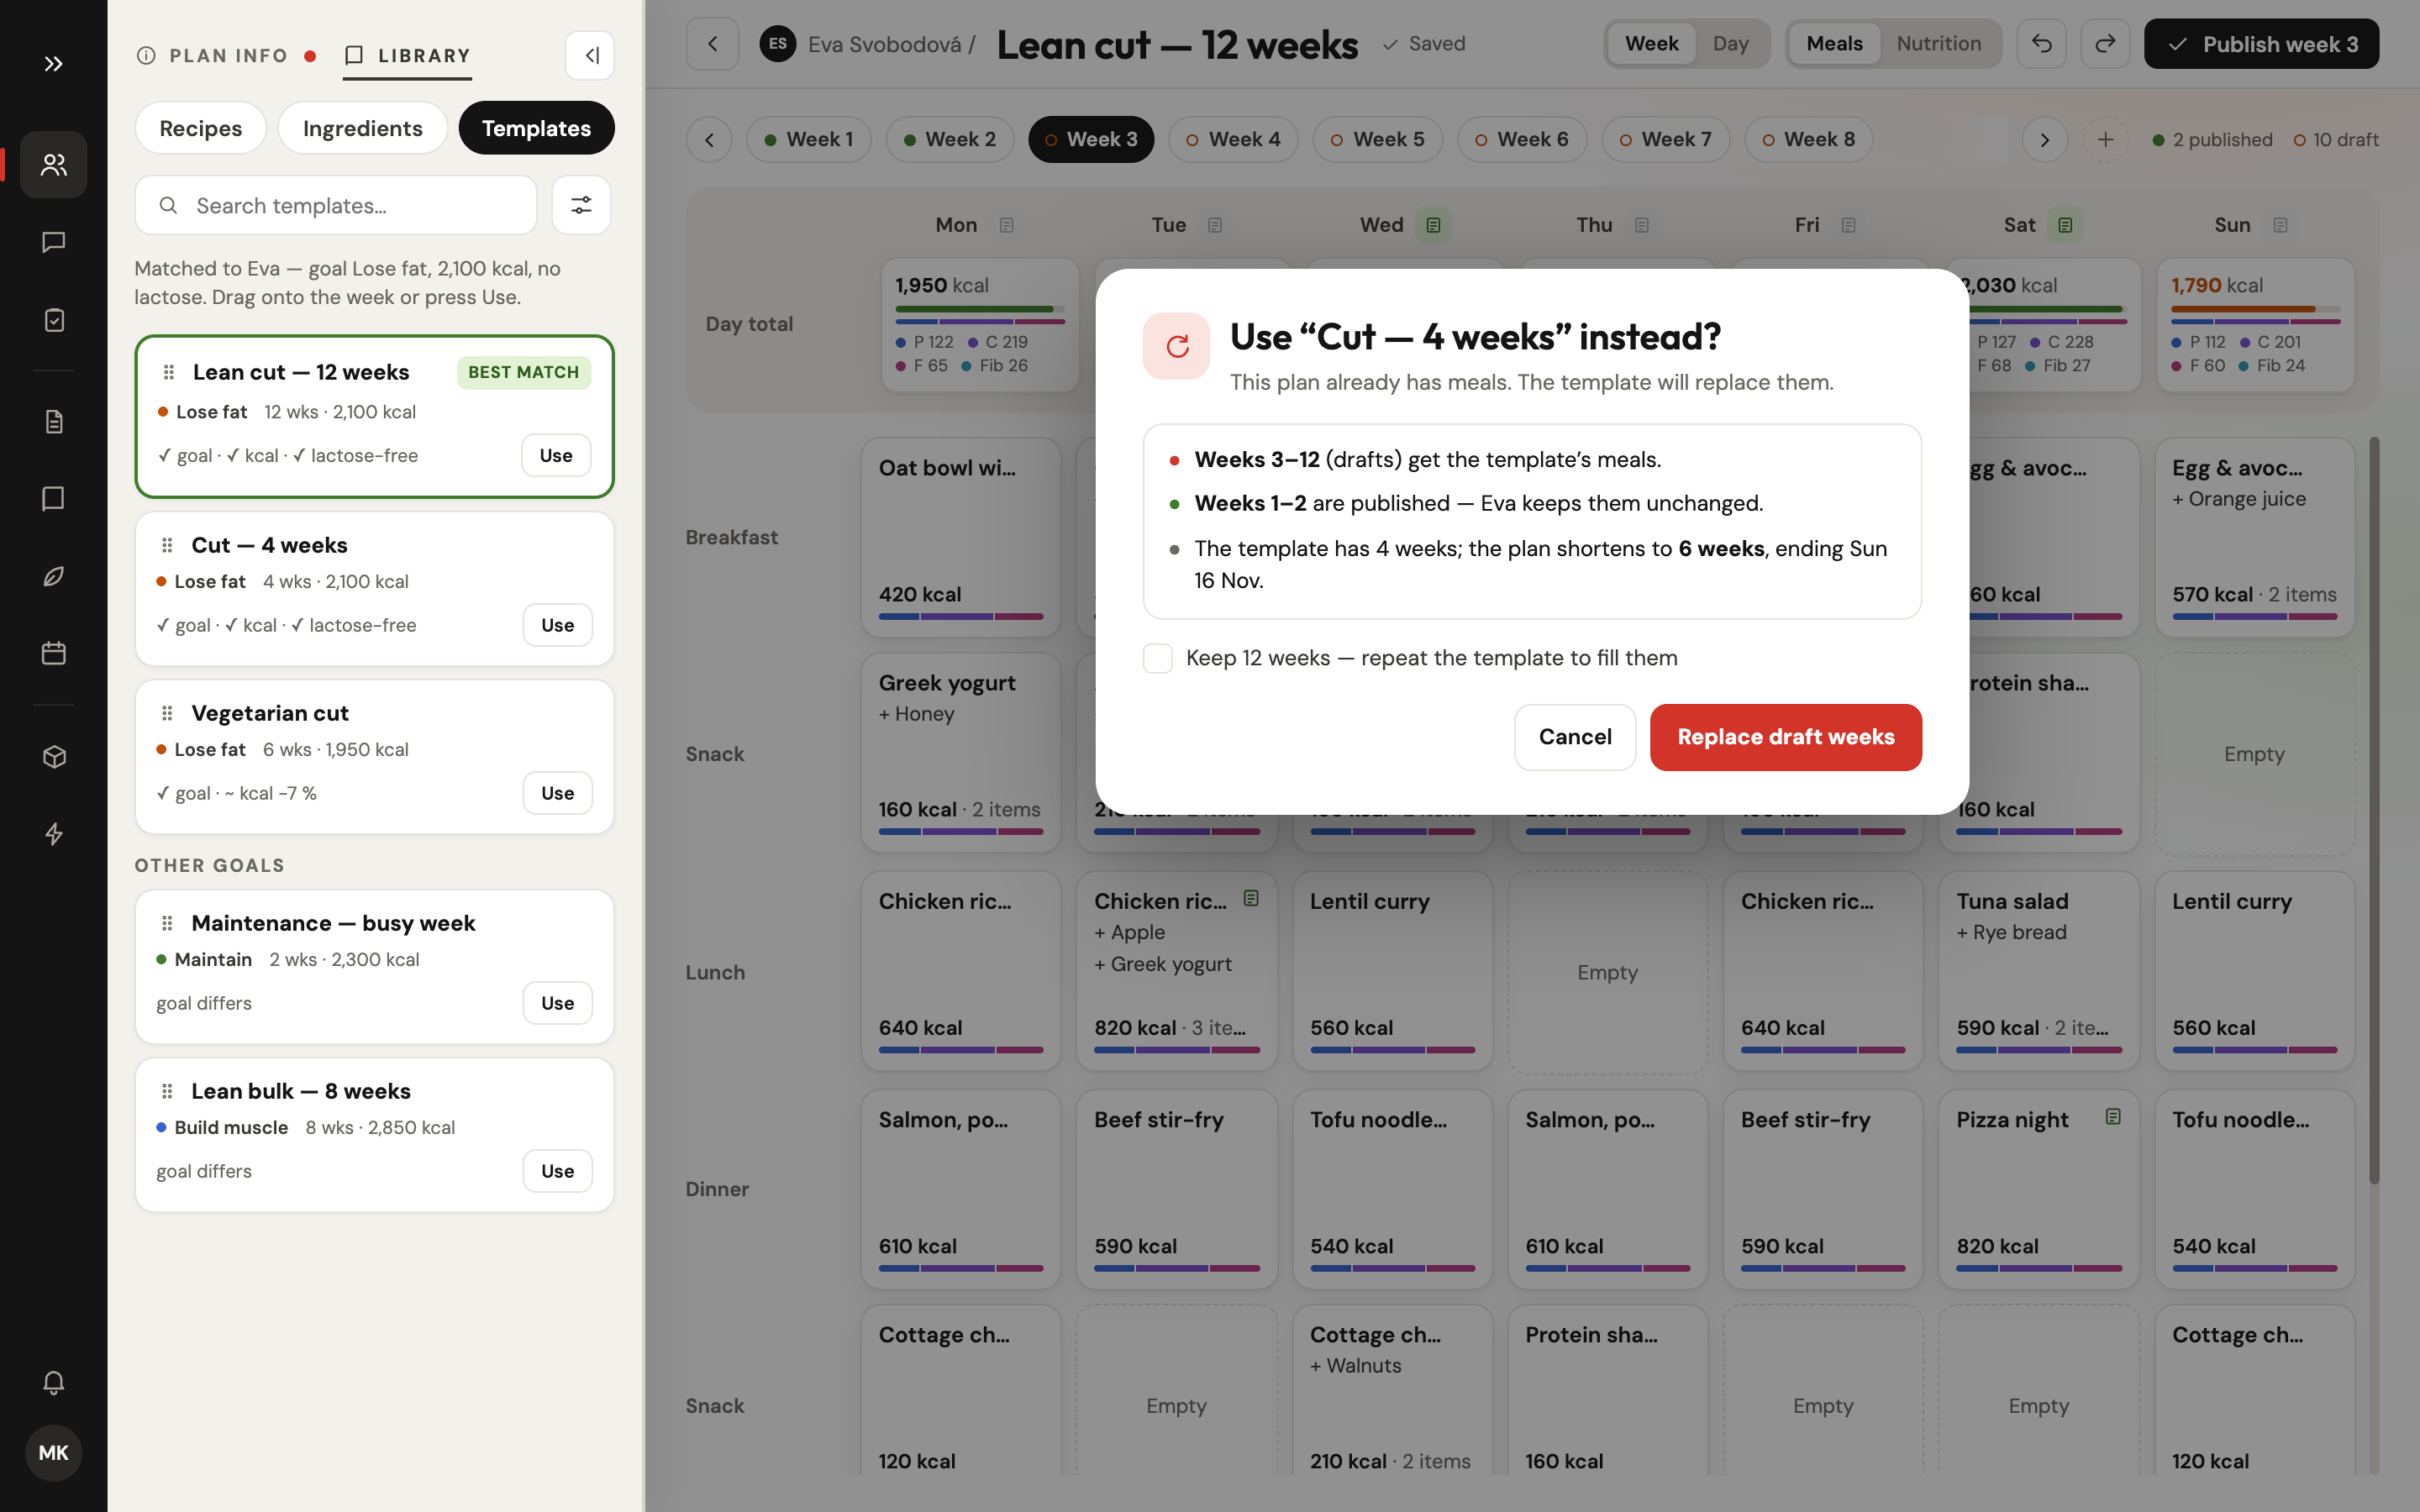 PLAN INFO
LIBRARY
Recipes
Ingredients
Templates
Search templates...
Matched to Eva — goal Lose fat, 2,100 kcal, no
lactose. Drag onto the week or press Use.
Lean cut — 12 weeks
BEST MATCH
Lose fat 12 wks · 2,100 kcal
✓ goal · ✓ kcal · ✓ lactose-free
Use
Cut — 4 weeks
Lose fat 4 wks · 2,100 kcal
✓ goal · ✓ kcal · ✓ lactose-free
Use
Vegetarian cut
Lose fat 6 wks · 1,950 kcal
✓ goal · ~ kcal -7 %
Use
OTHER GOALS
Maintenance — busy week
Maintain 2 wks · 2,300 kcal
goal differs
Use
Lean bulk — 8 weeks
Build muscle 8 wks · 2,850 kcal
goal differs
Use
MK
ES
Eva Svobodová /
Lean cut — 12 weeks
Saved
Week
Day
Meals
Nutrition
Publish week 3
Week 1
Week 2
Week 3
Week 4
Week 5
Week 6
Week 7
Week 8
2 published
10 draft
Mon
Tue
Wed
Thu
Fri
Sat
Sun
Day total
1,950 kcal
P 122 C 219
F 65 Fib 26
2,030 kcal
P 127 C 228
F 68 Fib 27
1,790 kcal
P 112 C 201
F 60 Fib 24
Use “Cut — 4 weeks” instead?
This plan already has meals. The template will replace them.
Weeks 3–12 (drafts) get the template’s meals.
Weeks 1–2 are published — Eva keeps them unchanged.
The template has 4 weeks; the plan shortens to 6 weeks, ending Sun
16 Nov.
Keep 12 weeks — repeat the template to fill them
Cancel
Replace draft weeks
Breakfast
Oat bowl wi...
420 kcal
& avoc...
60 kcal
Egg & avoc...
+ Orange juice
570 kcal · 2 items
Snack
Greek yogurt
+ Honey
160 kcal · 2 items
rotein sha...
160 kcal
Empty
Lunch
Chicken ric...
640 kcal
Chicken ric...
+ Apple
+ Greek yogurt
820 kcal · 3 ite...
Lentil curry
560 kcal
Empty
Chicken ric...
640 kcal
Tuna salad
+ Rye bread
590 kcal · 2 ite...
Lentil curry
560 kcal
Dinner
Salmon, po...
610 kcal
Beef stir-fry
590 kcal
Tofu noodle...
540 kcal
Salmon, po...
610 kcal
Beef stir-fry
590 kcal
Pizza night
820 kcal
Tofu noodle...
540 kcal
Snack
Cottage ch...
120 kcal
Empty
Cottage ch...
+ Walnuts
210 kcal · 2 items
Protein sha...
160 kcal
Empty
Empty
Cottage ch...
120 kcal